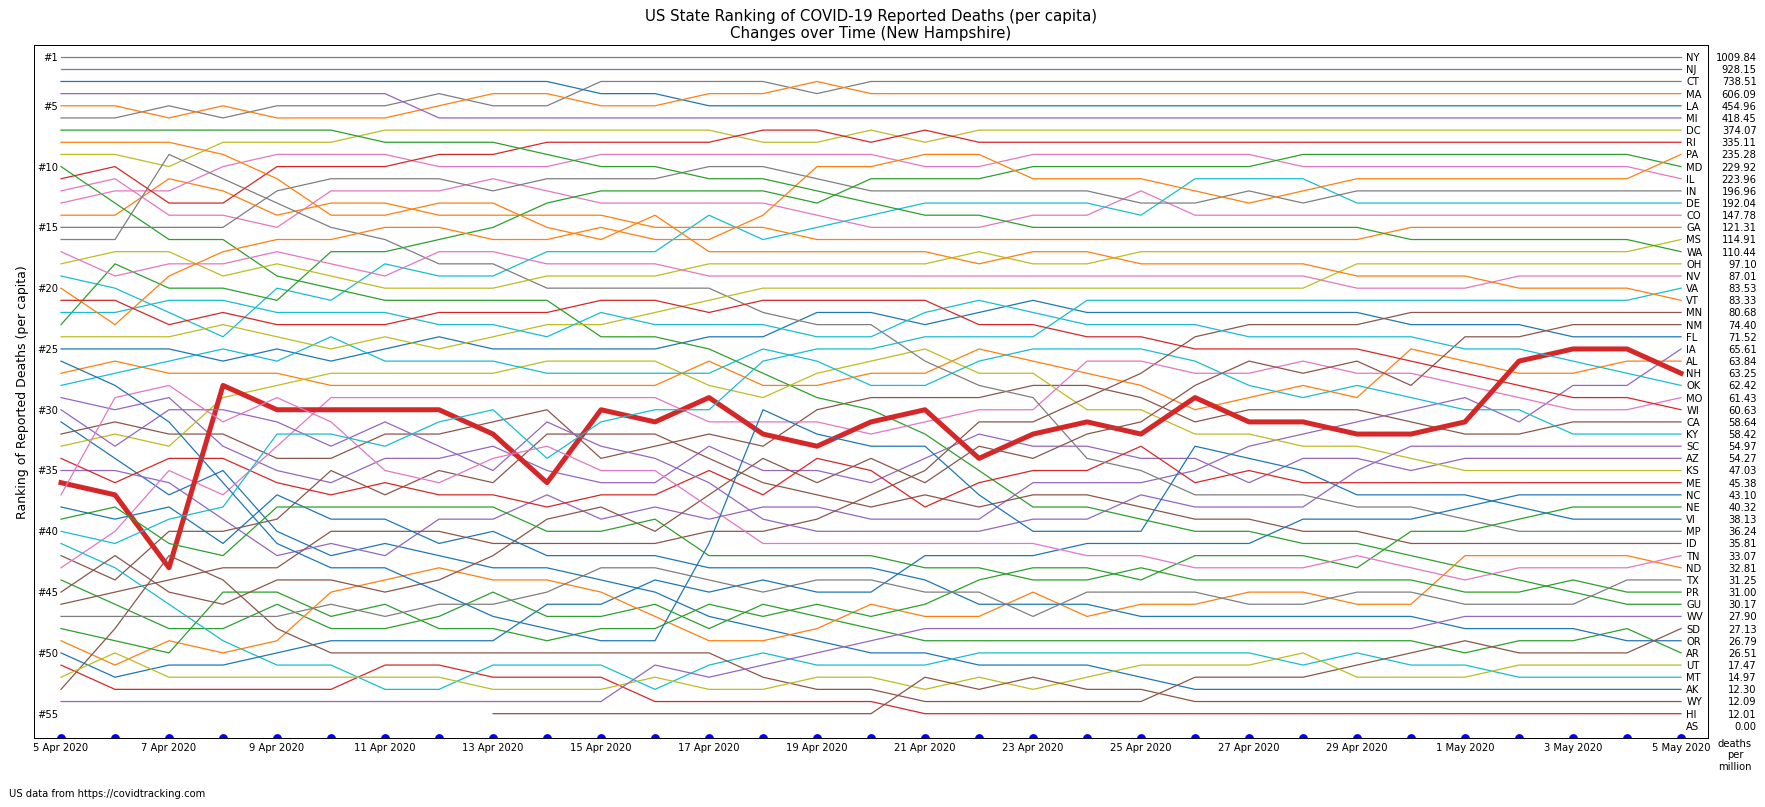 US State Ranking of COVID-19 Reported Deaths (per capita)
Changes over Time (New Hampshire)
Ranking of Reported Deaths (per capita)
#1
#5
#10
#15
#20
#25
#30
#35
#40
#45
#50
#55
NY 1009.84
NJ 928.15
CT 738.51
MA 606.09
LA 454.96
MI 418.45
DC 374.07
RI 335.11
PA 235.28
MD 229.92
IL 223.96
IN 196.96
DE 192.04
CO 147.78
GA 121.31
MS 114.91
WA 110.44
OH 97.10
NV 87.01
VA 83.53
VT 83.33
MN 80.68
NM 74.40
FL 71.52
IA 65.61
AL 63.84
NH 63.25
OK 62.42
MO 61.43
WI 60.63
CA 58.64
KY 58.42
SC 54.97
AZ 54.27
KS 47.03
ME 45.38
NC 43.10
NE 40.32
VI 38.13
MP 36.24
ID 35.81
TN 33.07
ND 32.81
TX 31.25
PR 31.00
GU 30.17
WV 27.90
SD 27.13
OR 26.79
AR 26.51
UT 17.47
MT 14.97
AK 12.30
WY 12.09
HI 12.01
AS 0.00
5 Apr 2020 7 Apr 2020 9 Apr 2020 11 Apr 2020 13 Apr 2020 15 Apr 2020 17 Apr 2020 19 Apr 2020 21 Apr 2020 23 Apr 2020 25 Apr 2020 27 Apr 2020 29 Apr 2020 1 May 2020 3 May 2020 5 May 2020
deaths
per
million
US data from https://covidtracking.com